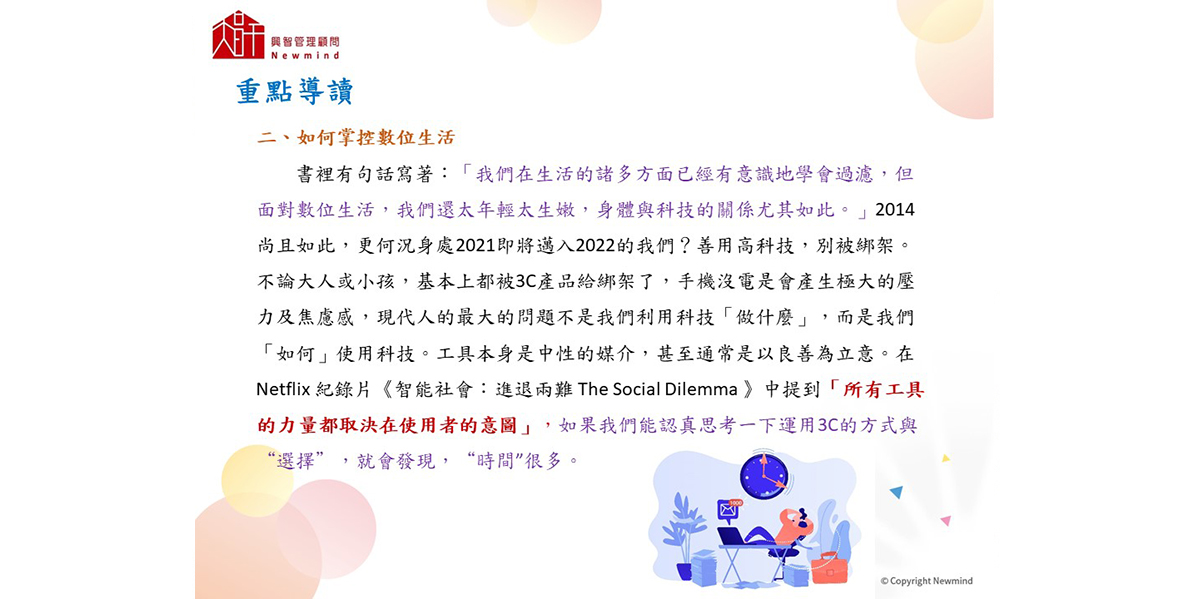 興智管理顧問
Newmind
重點導讀
二、如何掌控數位生活
書裡有句話寫著：「我們在生活的諸多方面已經有意識地學會過濾，但
面對數位生活，我們還太年輕太生嫩，身體與科技的關係尤其如此。」2014
尚且如此，更何況身處2021即將邁入2022的我們？善用高科技，別被綁架。
不論大人或小孩，基本上都被3C產品給綁架了，手機沒電是會產生極大的壓
力及焦慮感，現代人的最大的問題不是我們利用科技「做什麼」，而是我們
「如何」使用科技。工具本身是中性的媒介，甚至通常是以良善為立意。在
Netflix 紀錄片《智能社會：進退兩難 The Social Dilemma 》中提到「所有工具
的力量都取決在使用者的意圖」，如果我們能認真思考一下運用3C的方式與
“選擇”，就會發現，“時間”很多。
1000
© Copyright Newmind